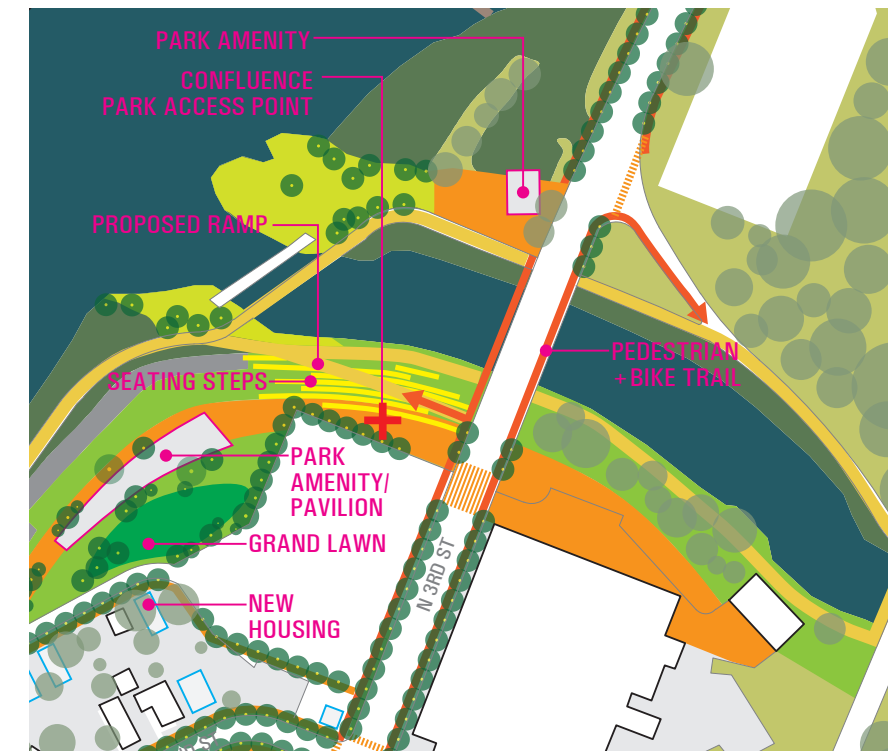 PARK AMENITY
CONFLUENCE
PARK ACCESS POINT
PROPOSED RAMP
SEATING STEPS
PEDESTRIAN
+ BIKE TRAIL
PARK
AMENITY/
PAVILION
GRAND LAWN
N 3RD ST
NEW
HOUSING